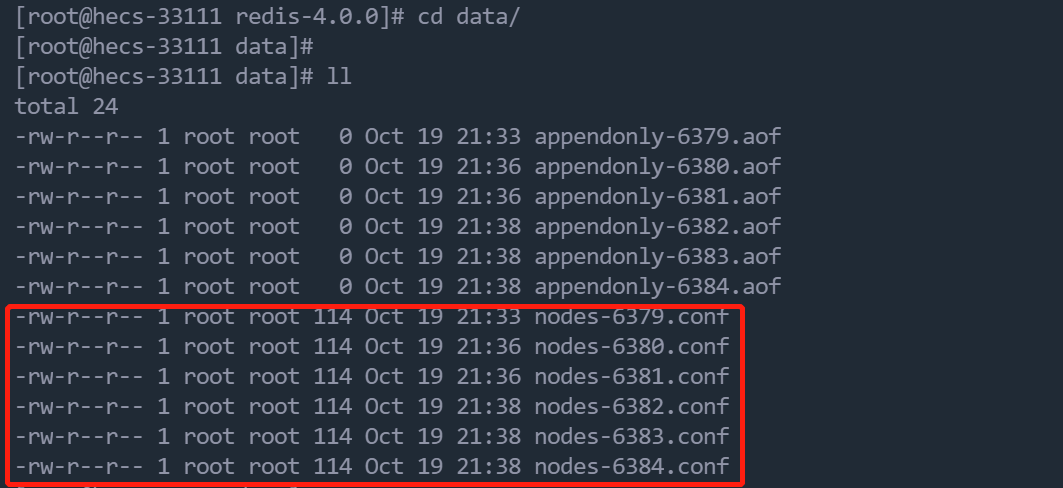 [root@hecs-33111 redis-4.0.0]# cd data/
[root@hecs-33111 data]#
[root@hecs-33111 data]# ll
total 24
-rw-r--r-- 1 root root   0 Oct 19 21:33 appendonly-6379.aof
-rw-r--r-- 1 root root   0 Oct 19 21:36 appendonly-6380.aof
-rw-r--r-- 1 root root   0 Oct 19 21:36 appendonly-6381.aof
-rw-r--r-- 1 root root   0 Oct 19 21:38 appendonly-6382.aof
-rw-r--r-- 1 root root   0 Oct 19 21:38 appendonly-6383.aof
-rw-r--r-- 1 root root   0 Oct 19 21:38 appendonly-6384.aof
-rw-r--r-- 1 root root 114 Oct 19 21:33 nodes-6379.conf
-rw-r--r-- 1 root root 114 Oct 19 21:36 nodes-6380.conf
-rw-r--r-- 1 root root 114 Oct 19 21:36 nodes-6381.conf
-rw-r--r-- 1 root root 114 Oct 19 21:38 nodes-6382.conf
-rw-r--r-- 1 root root 114 Oct 19 21:38 nodes-6383.conf
-rw-r--r-- 1 root root 114 Oct 19 21:38 nodes-6384.conf